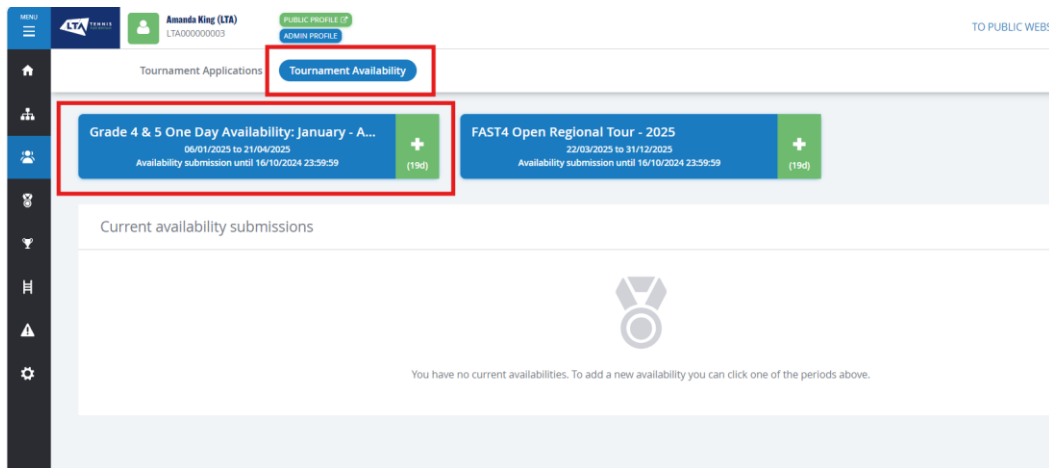 MENU
LTA TENNIS
Amanda King (LTA)
LTA000000003
PUBLIC PROFILE
ADMIN PROFILE
TO PUBLIC WEBS
Tournament Applications
Tournament Availability
Grade 4 & 5 One Day Availability: January - A...
06/01/2025 to 21/04/2025
Availability submission until 16/10/2024 23:59:59
(19d)
FAST4 Open Regional Tour - 2025
22/03/2025 to 31/12/2025
Availability submission until 16/10/2024 23:59:59
(19d)
Current availability submissions
You have no current availabilities. To add a new availability you can click one of the periods above.